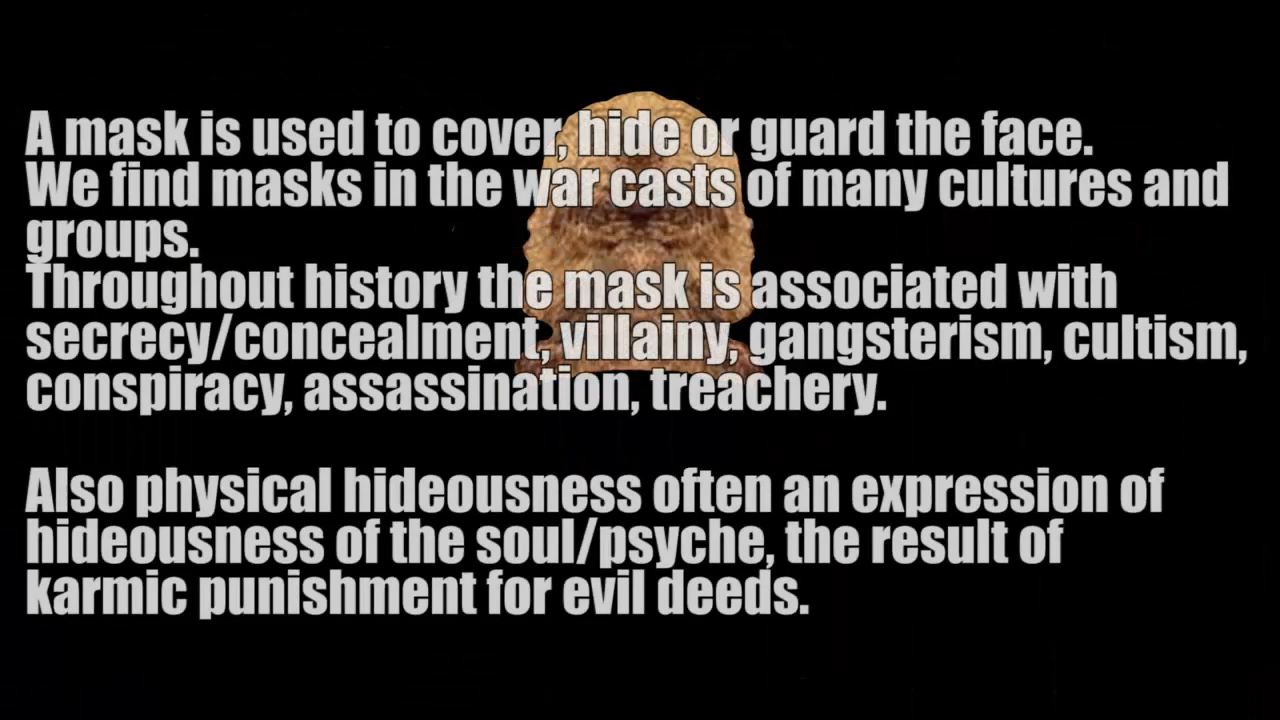 A mask is used to cover, hide or guard the face.
We find masks in the war casts of many cultures and
groups.
Throughout history the mask is associated with
secrecy/concealment, villainy, gangsterism, cultism,
conspiracy, assassination, treachery.
Also physical hideousness often an expression of
hideousness of the soul/psyche, the result of
karmic punishment for evil deeds.